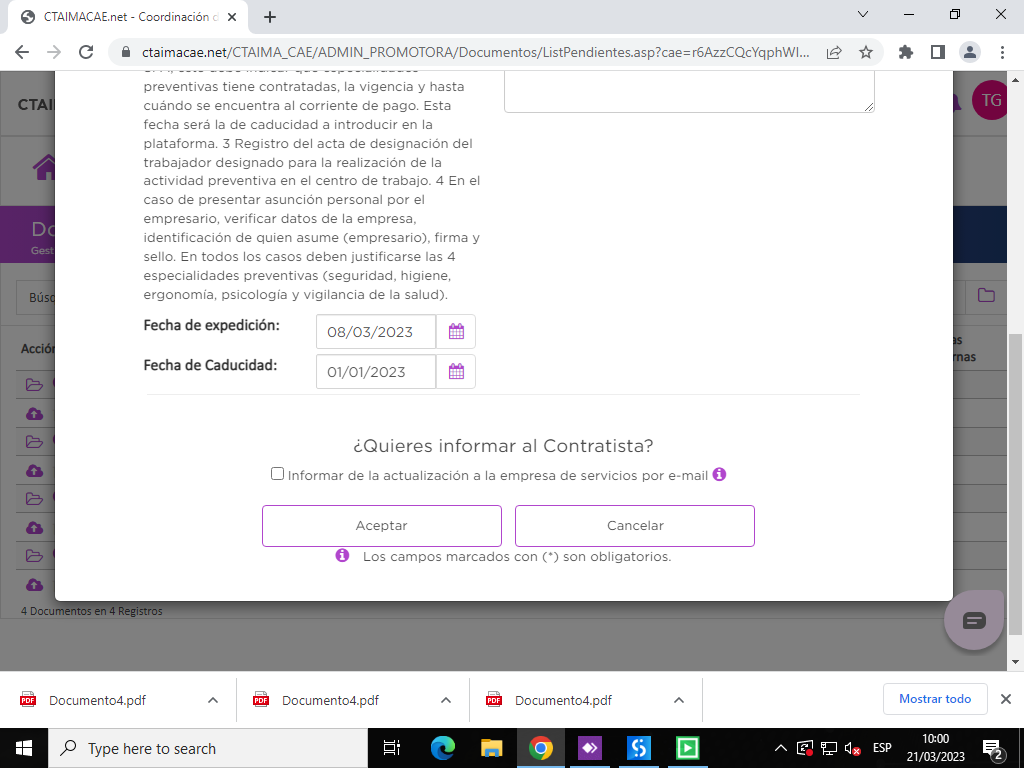 CTAIMACAE.net - Coordinación d
ctaimacae.net/CTAIMA_CAE/ADMIN_PROMOTORA/Documentos/ListPendientes.asp?cae=r6AzzCQcYqphWI...
CTAI
TG
preventivas tiene contratadas, la vigencia y hasta
cuándo se encuentra al corriente de pago. Esta
fecha será la de caducidad a introducir en la
plataforma. 3 Registro del acta de designación del
trabajador designado para la realización de la
actividad preventiva en el centro de trabajo. 4 En el
caso de presentar asunción personal por el
empresario, verificar datos de la empresa,
identificación de quien asume (empresario), firma y
sello. En todos los casos deben justificarse las 4
especialidades preventivas (seguridad, higiene,
ergonomía, psicología y vigilancia de la salud).
Do
Gest
Búsq
Acción
as
rnas
Fecha de expedición:
08/03/2023
Fecha de Caducidad:
01/01/2023
¿Quieres informar al Contratista?
Informar de la actualización a la empresa de servicios por e-mail
Aceptar
Cancelar
Los campos marcados con (*) son obligatorios.
4 Documentos en 4 Registros
Documento4.pdf
Documento4.pdf
Documento4.pdf
Mostrar todo
Type here to search
ESP
10:00
21/03/2023
2